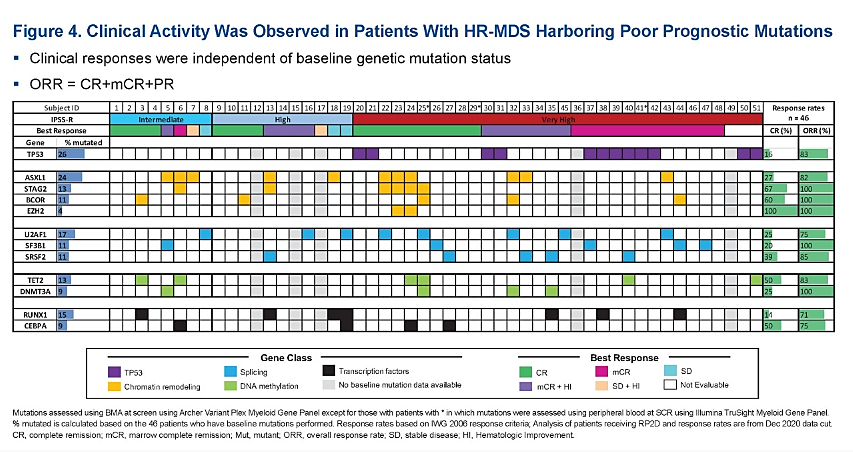 Figure 4. Clinical Activity Was Observed in Patients With HR-MDS Harboring Poor Prognostic Mutations
▪ Clinical responses were independent of baseline genetic mutation status
▪ ORR = CR+mCR+PR
Subject ID 1 2 3 4 5 6 7 8 9 10 11 12 13 14 15 16 17 18 19 20 21 22 23 24 25* 26 27 28 29* 30 31 32 33 34 35 36 37 38 39 40 41* 42 43 44 45 46 47 48 49 50 51 Response rates
IPSS-R Intermediate High Very High n = 46
Best Response CR (%) ORR (%)
Gene % mutated
TP53 26 16 83
ASXL1 24 27 82
STAG2 13 67 100
BCOR 11 60 100
EZH2 4 100 100
U2AF1 17 25 75
SF3B1 11 20 100
SRSF2 11 39 85
TET2 13 50 83
DNMT3A 9 25 100
RUNX1 15 14 71
CEBPA 9 50 75
Gene Class Best Response
TP53 Splicing Transcription factors CR mCR SD
Chromatin remodeling DNA methylation No baseline mutation data available mCR + HI SD + HI Not Evaluable
Mutations assessed using BMA at screen using Archer Variant Plex Myeloid Gene Panel except for those with patients with * in which mutations were assessed using peripheral blood at SCR using Illumina TruSight Myeloid Gene Panel.
% mutated is calculated based on the 46 patients who have baseline mutations performed. Response rates based on IWG 2006 response criteria; Analysis of patients receiving RP2D and response rates are from Dec 2020 data cut.
CR, complete remission; mCR, marrow complete remission; Mut, mutant; ORR, overall response rate; SD, stable disease; HI, Hematologic Improvement.